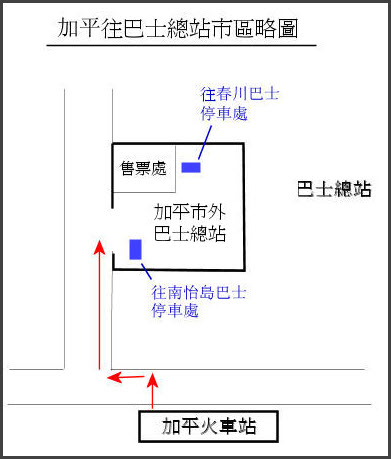 加平往巴士總站市區略圖
往春川巴士
停車處
售票處
巴士總站
加平市外
巴士總站
往南怡島巴士
停車處
加平火車站